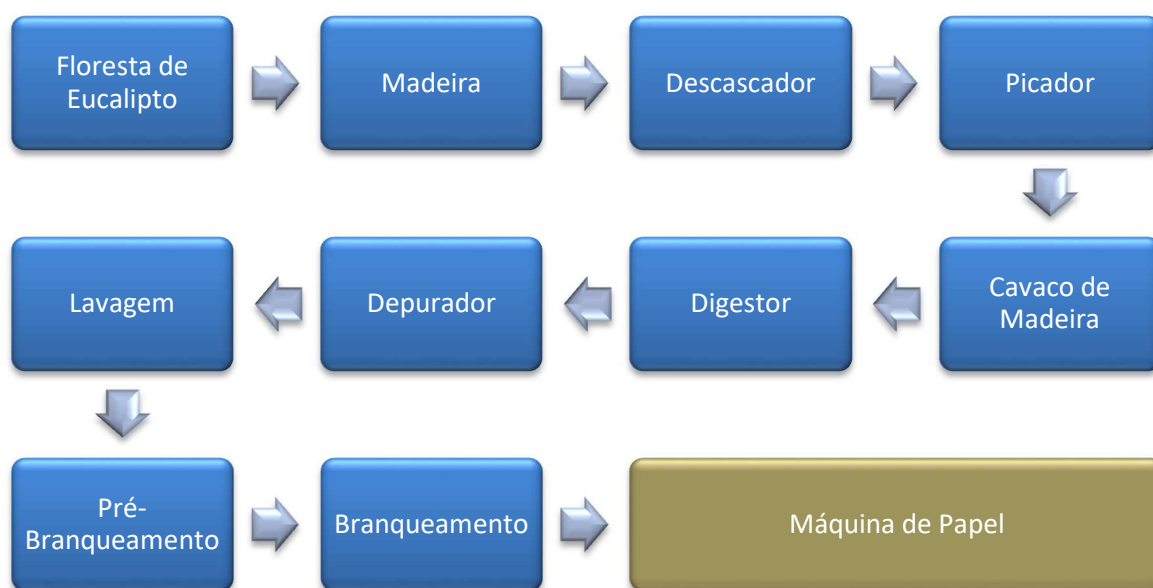 Floresta de
Eucalipto
Madeira
Descascador
Picador
Cavaco de
Madeira
Digestor
Depurador
Lavagem
Pré-
Branqueamento
Branqueamento
Máquina de Papel